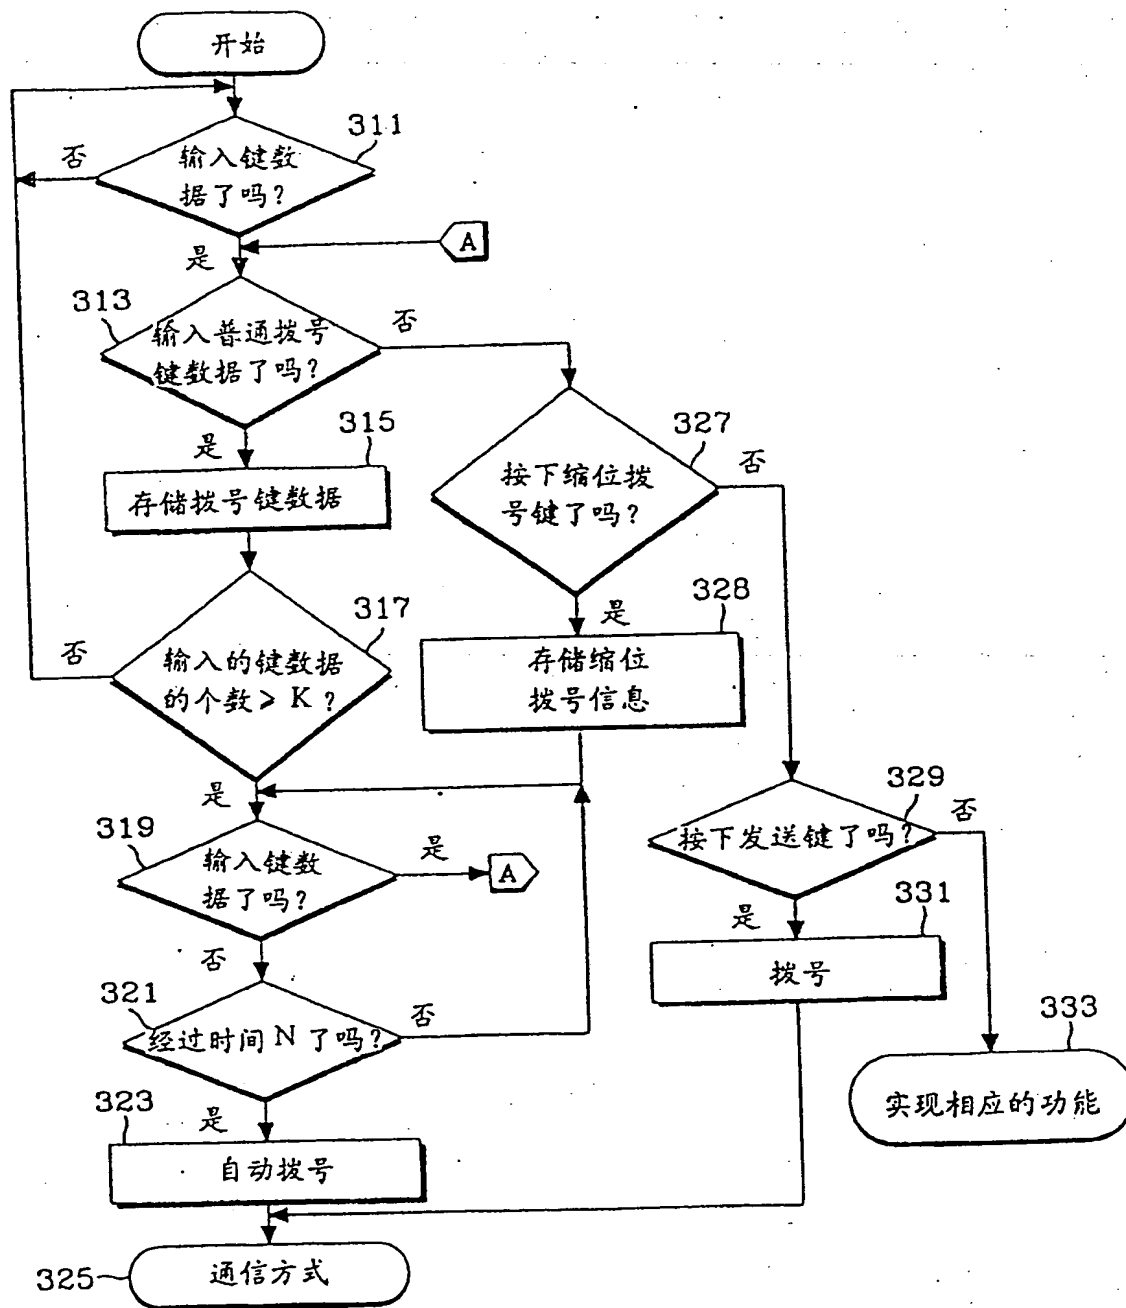 开始
311
否
输入键数
据了吗?
A
是
313
输入普通拨号
键数据了吗?
否
是
315
存储拨号键数据
327
按下缩位拨
号键了吗?
否
317
输入的键数据
的个数≥K?
否
是
328
存储缩位
拨号信息
是
319
输入键数
据了吗?
是
A
329
按下发送键了吗?
否
否
是
331
拨号
321
经过时间N了吗?
否
333
实现相应的功能
是
323
自动拨号
325
通信方式